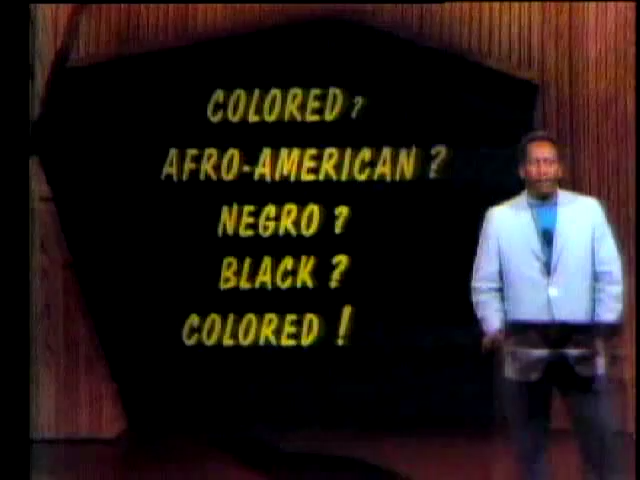 COLORED ?
AFRO-AMERICAN ?
NEGRO ?
BLACK ?
COLORED !